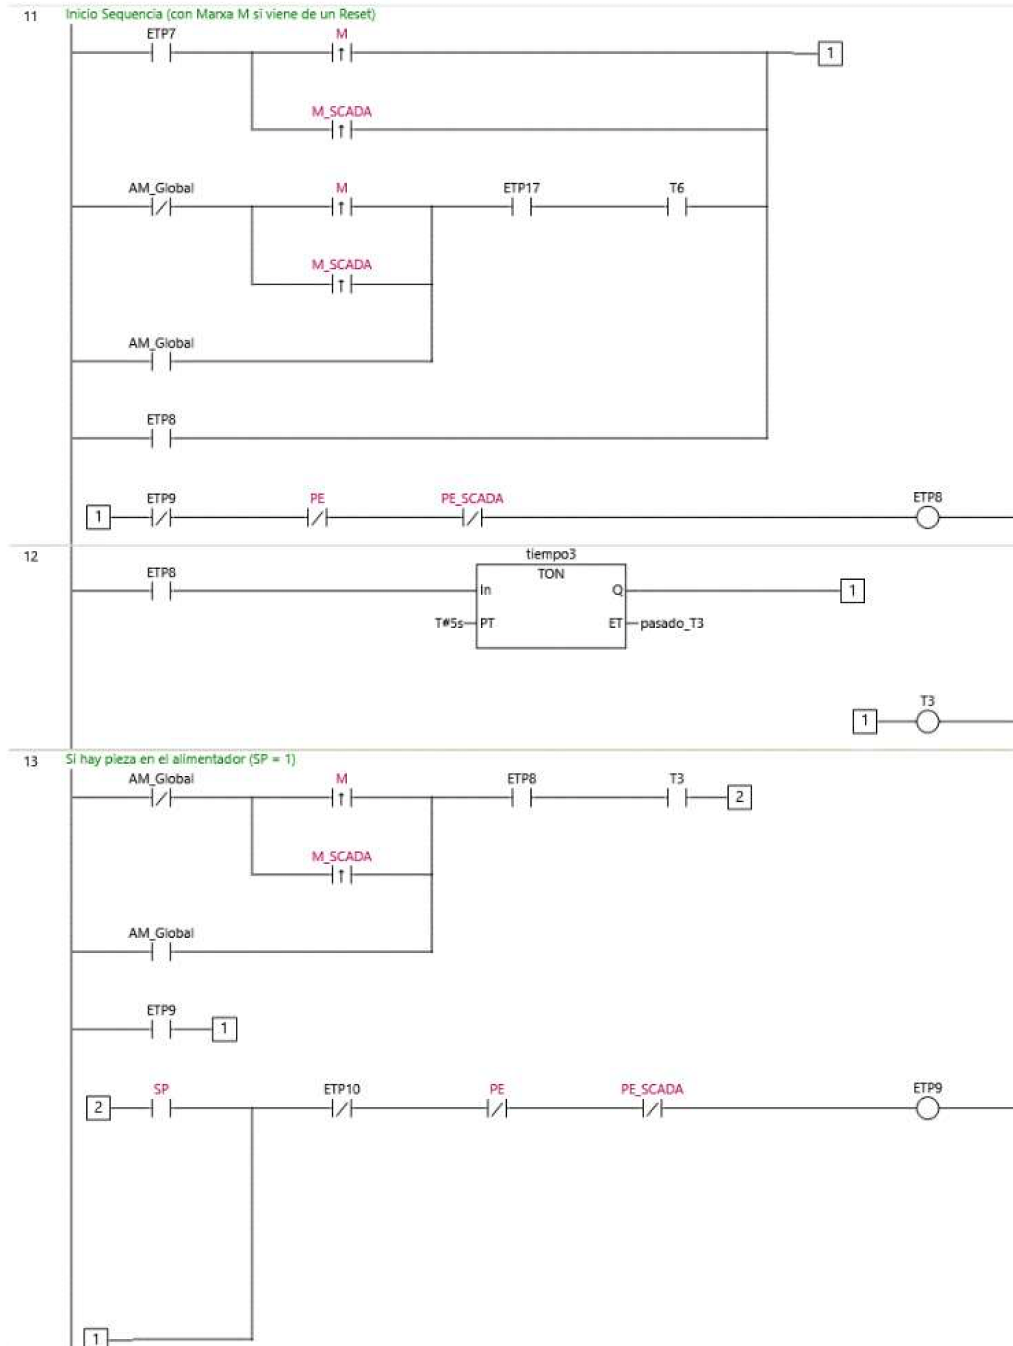 11 Inicio Sequencia (con Marxa M si viene de un Reset)
ETP7 M
1
M_SCADA
AM_Global M ETP17 T6
M_SCADA
AM_Global
ETP8
1 ETP9 PE PE_SCADA ETP8
12 tiempo3
ETP8 TON
In Q 1
T#5s PT ET pasado_T3
T3
1
13 Si hay pieza en el alimentador (SP = 1)
AM_Global M ETP8 T3
2
M_SCADA
AM_Global
ETP9
1
SP ETP10 PE PE_SCADA ETP9
2
1